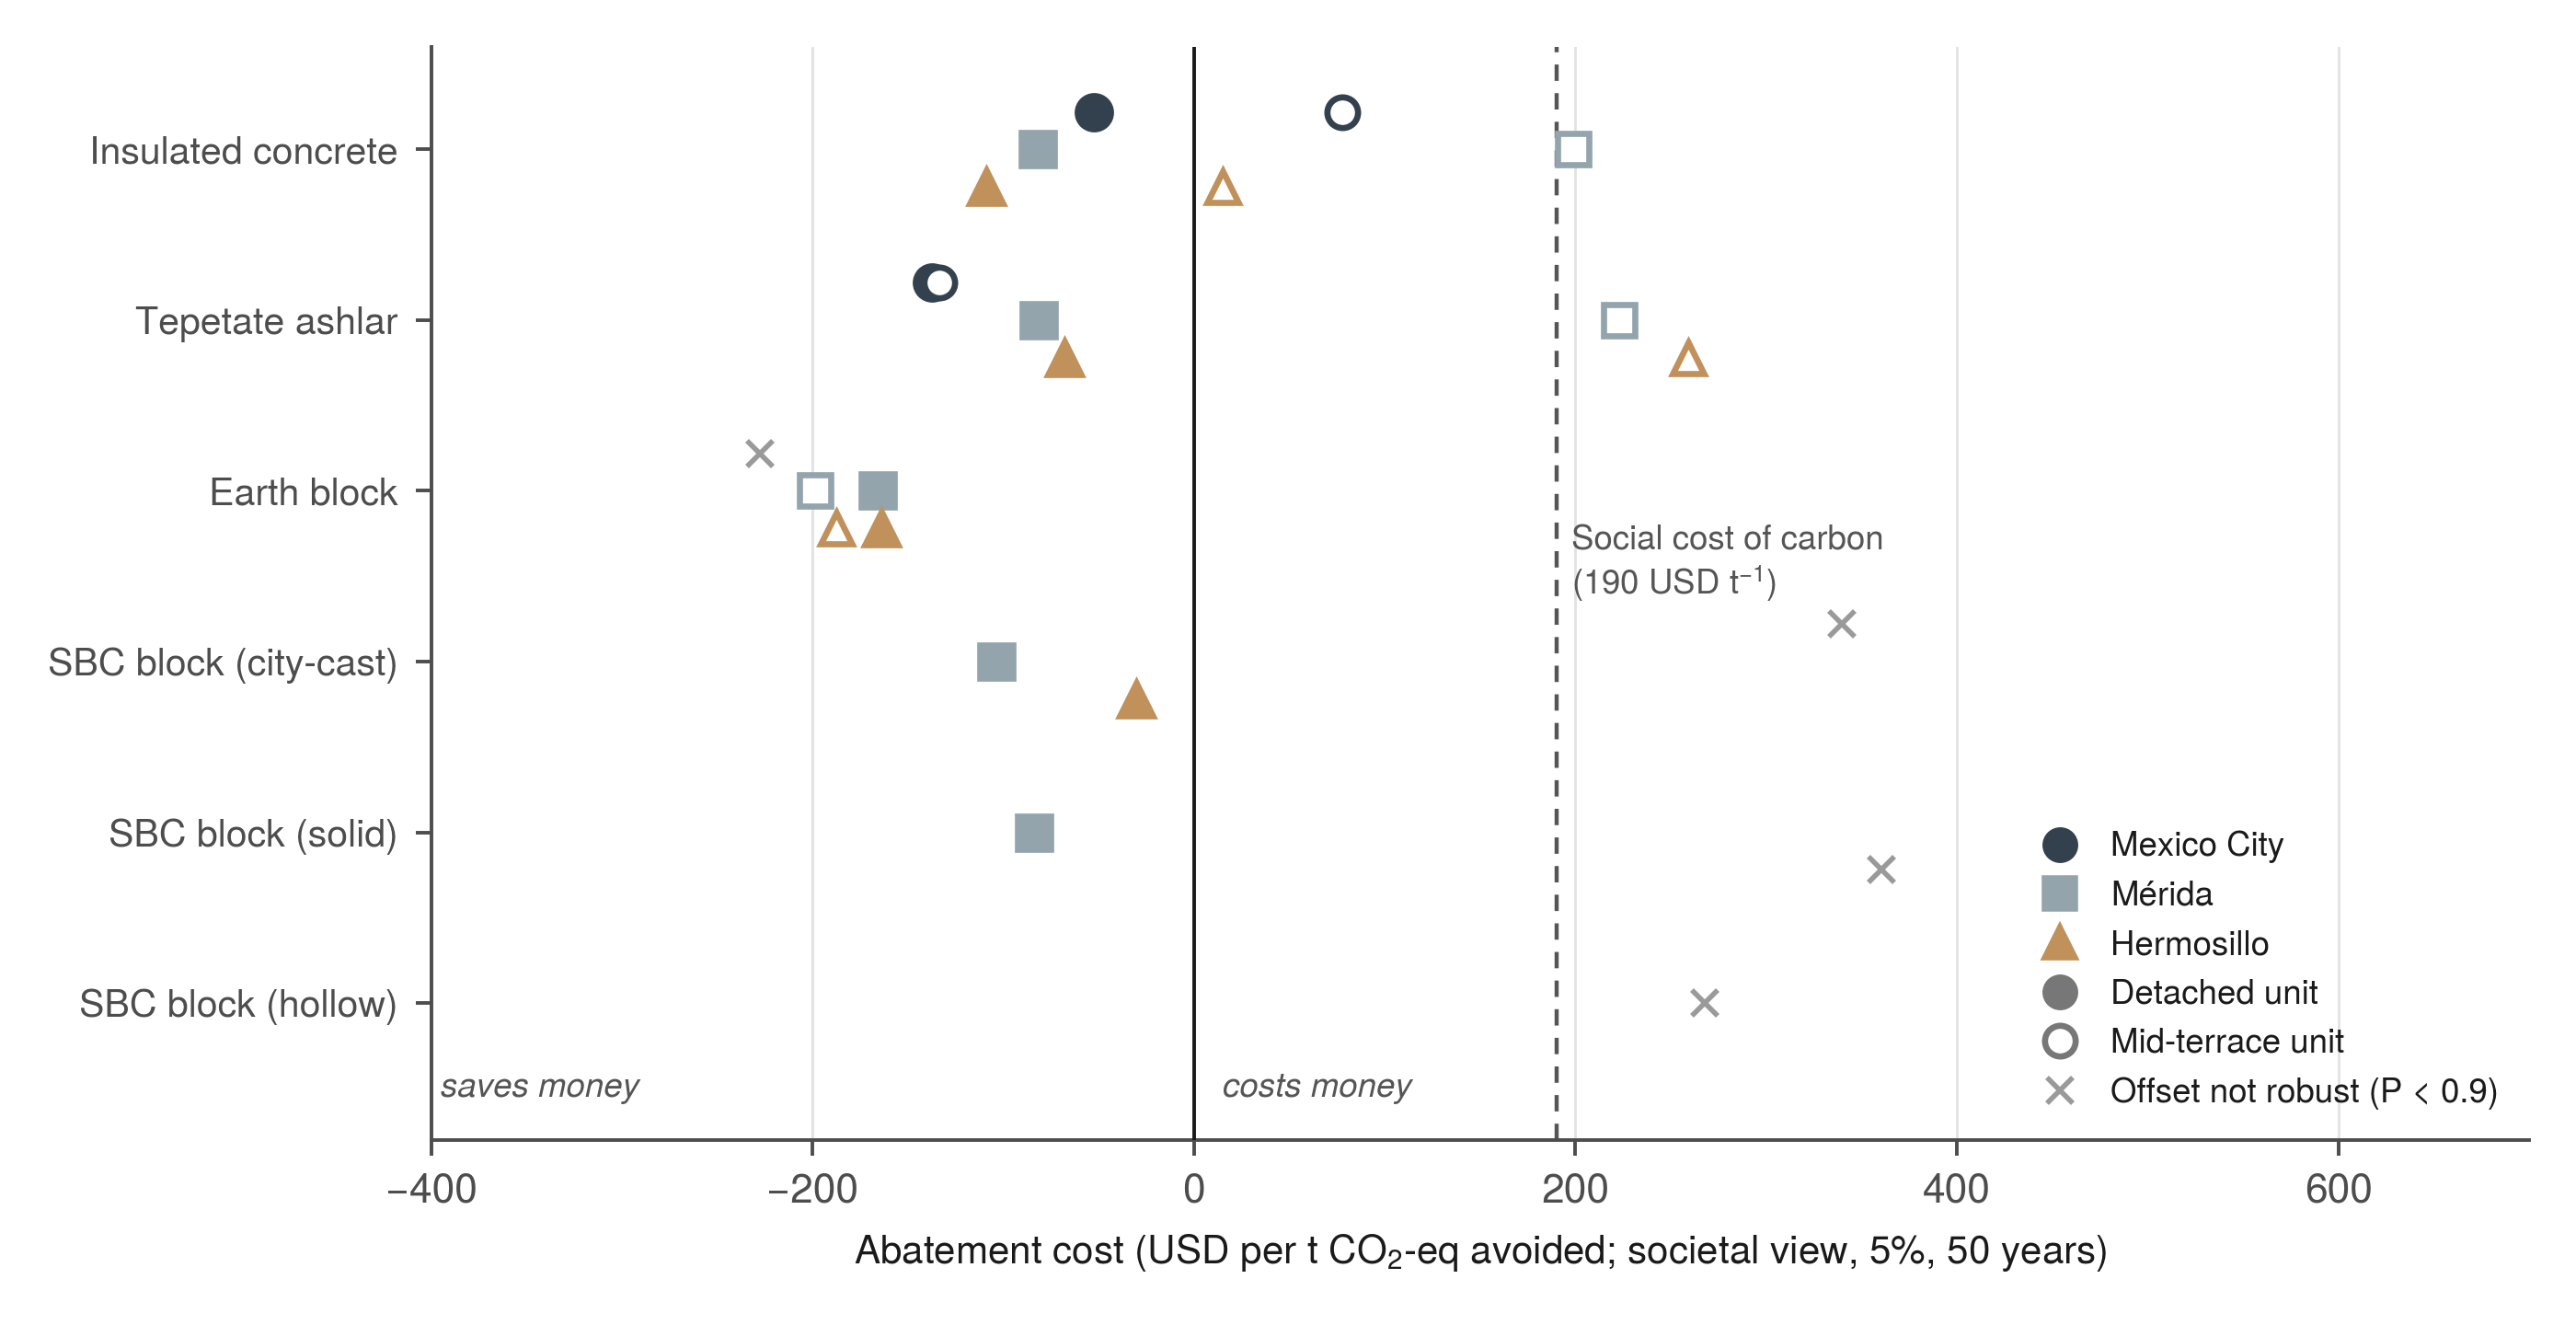 Insulated concrete
Tepetate ashlar
Earth block
Social cost of carbon
(190 USD t⁻¹)
SBC block (city-cast)
SBC block (solid)
SBC block (hollow)
Mexico City
Mérida
Hermosillo
Detached unit
Mid-terrace unit
Offset not robust (P < 0.9)
saves money
costs money
−400 −200 0 200 400 600
Abatement cost (USD per t CO₂-eq avoided; societal view, 5%, 50 years)